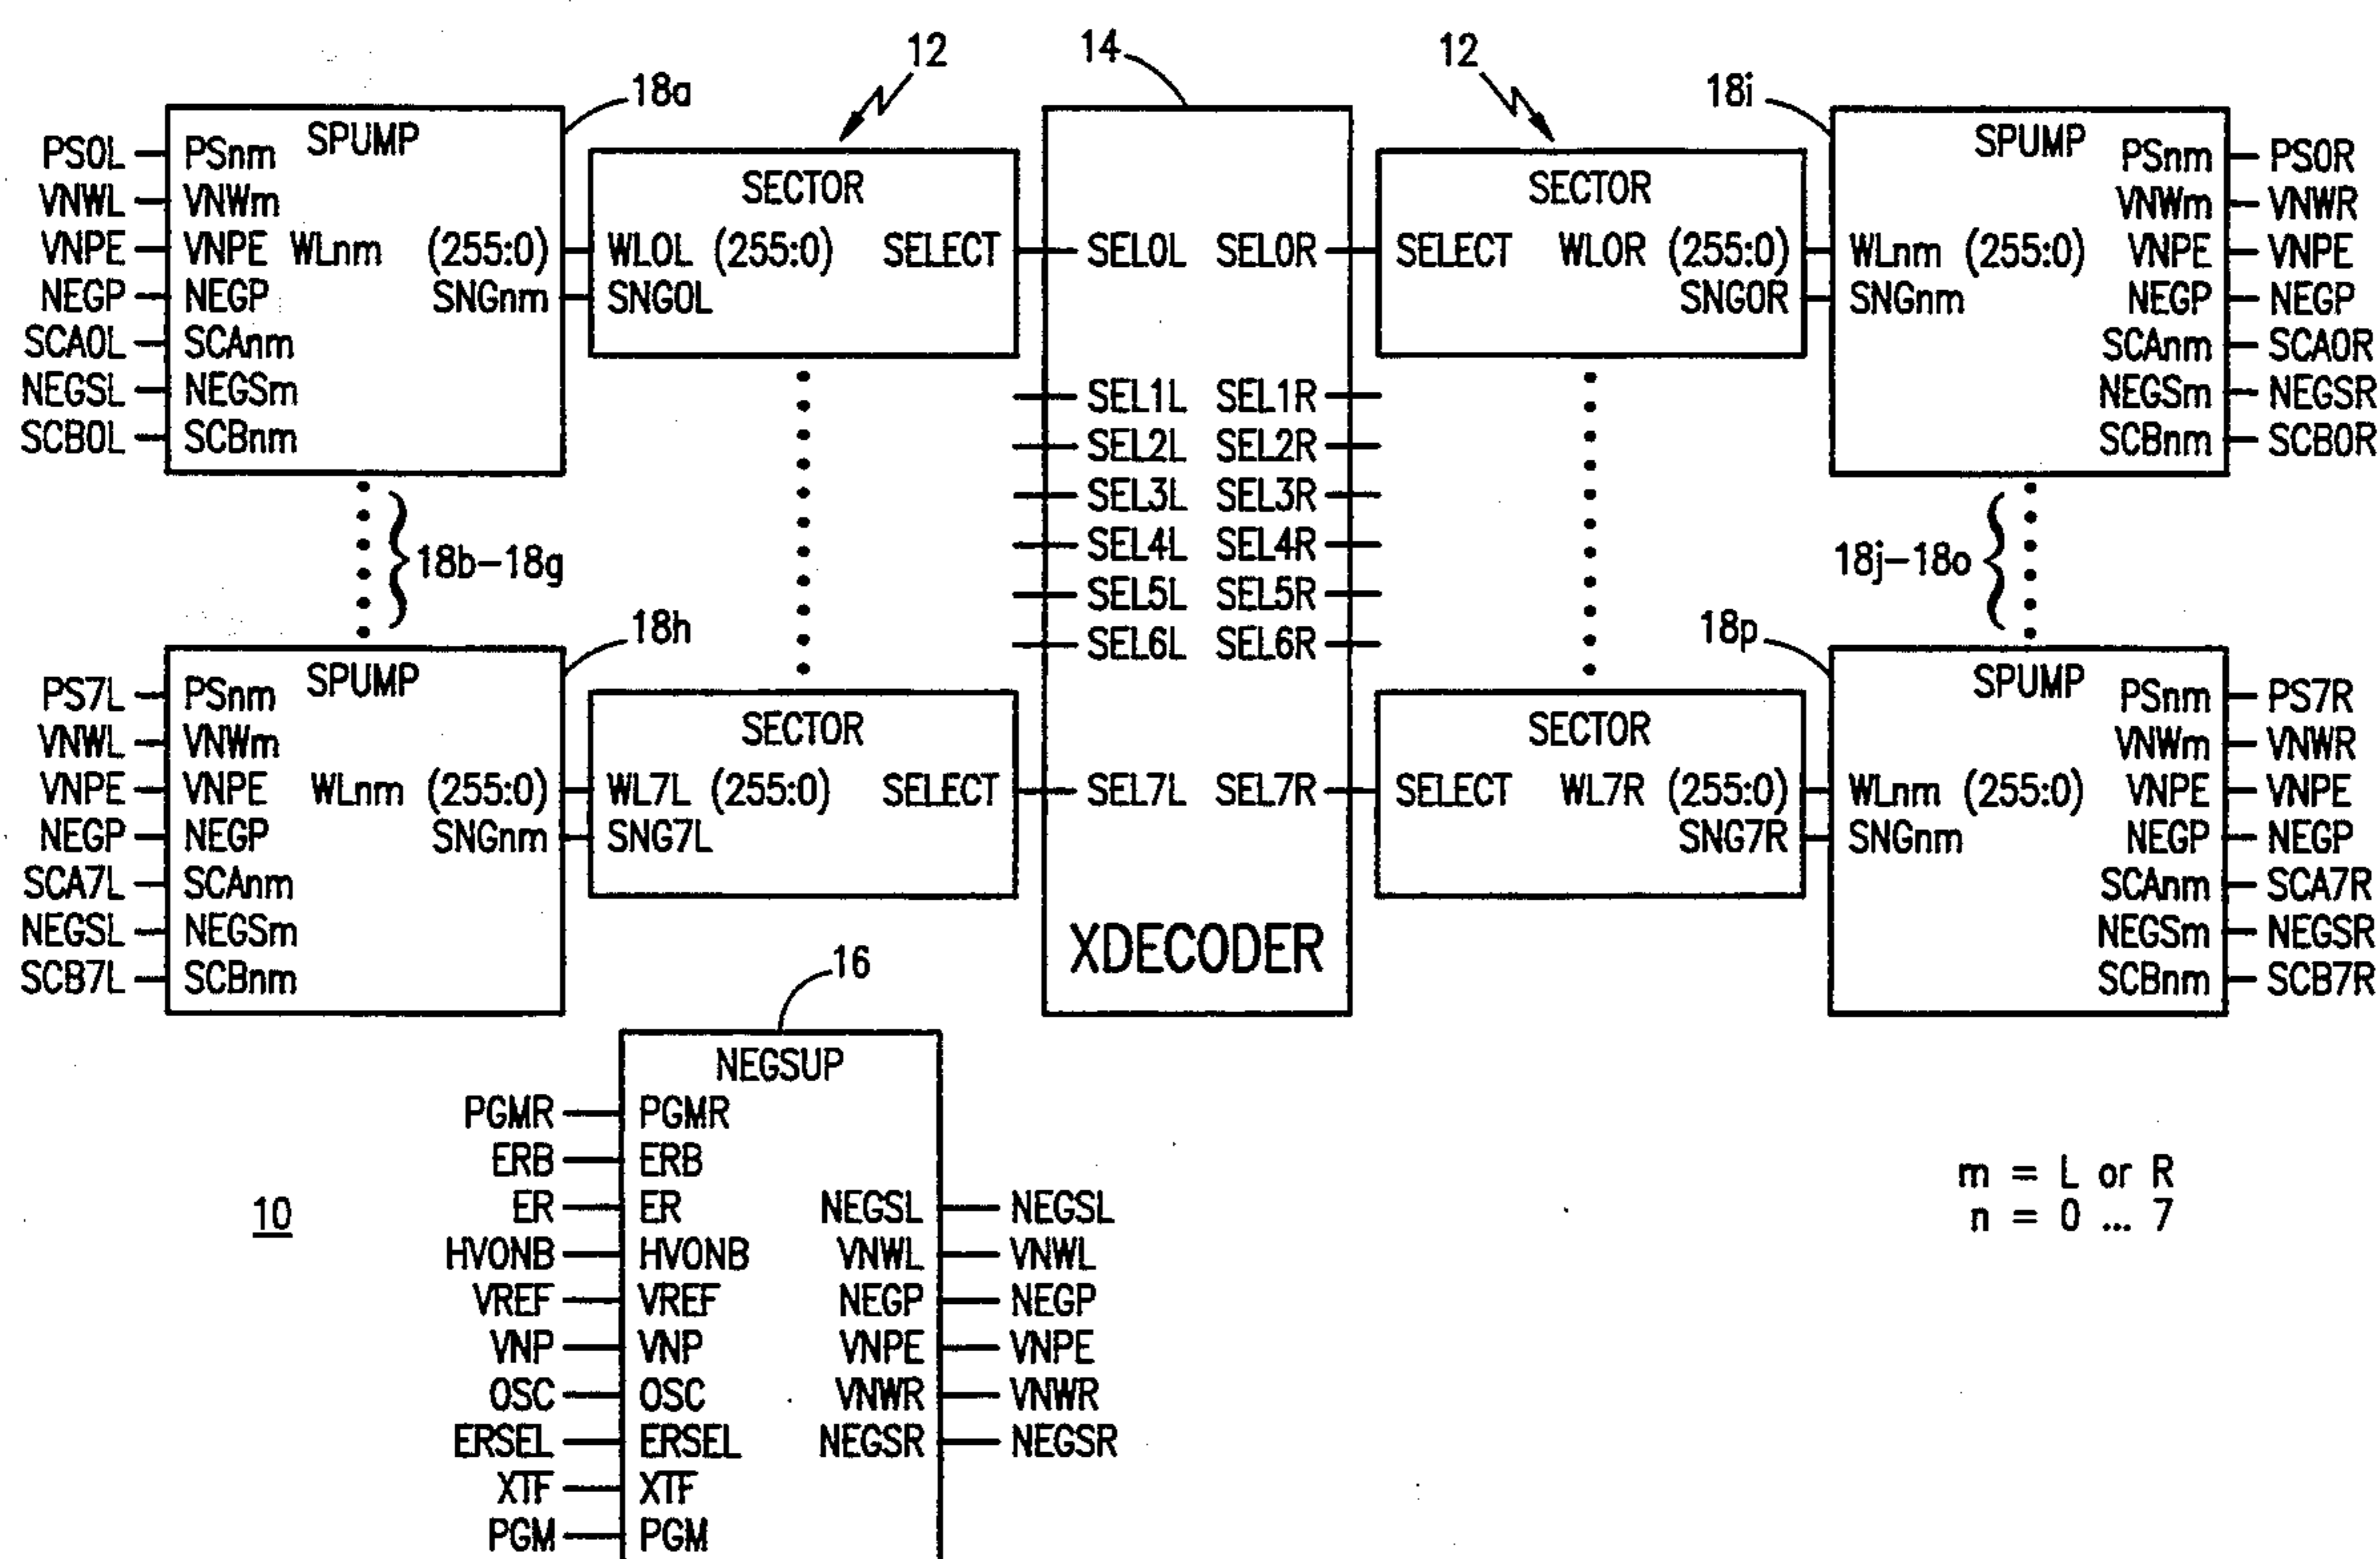 12 14 12
18a 18i
SPUMP SPUMP
PS0L PSnm PSnm PS0R
SECTOR SECTOR
VNWL VNWm VNWm VNWR
VNPE VNPE WLnm (255:0) WL0L (255:0) SELECT SEL0L SEL0R SELECT WL0R (255:0) WLnm (255:0) VNPE VNPE
NEGP NEGP SNGnm SNG0L SNG0R SNGnm NEGP NEGP
SCA0L SCAnm SCAnm SCA0R
NEGSL NEGSm SEL1L SEL1R NEGSm NEGSR
SCB0L SCBnm SEL2L SEL2R SCBnm SCB0R
SEL3L SEL3R
18b-18g SEL4L SEL4R 18j-18o
SEL5L SEL5R
18h SEL6L SEL6R 18p
SPUMP SPUMP
PS7L PSnm PSnm PS7R
SECTOR SECTOR
VNWL VNWm VNWm VNWR
VNPE VNPE WLnm (255:0) WL7L (255:0) SELECT SEL7L SEL7R SELECT WL7R (255:0) WLnm (255:0) VNPE VNPE
NEGP NEGP SNGnm SNG7L SNG7R SNGnm NEGP NEGP
SCA7L SCAnm SCAnm SCA7R
NEGSL NEGSm XDECODER NEGSm NEGSR
SCB7L SCBnm SCBnm SCB7R
16
NEGSUP
PGMR PGMR
ERB ERB
ER ER NEGSL NEGSL
HVONB HVONB VNWL VNWL
VREF VREF NEGP NEGP
VNP VNP VNPE VNPE
OSC OSC VNWR VNWR
ERSEL ERSEL NEGSR NEGSR
XTF XTF
PGM PGM
10
m = L or R
n = 0 ... 7